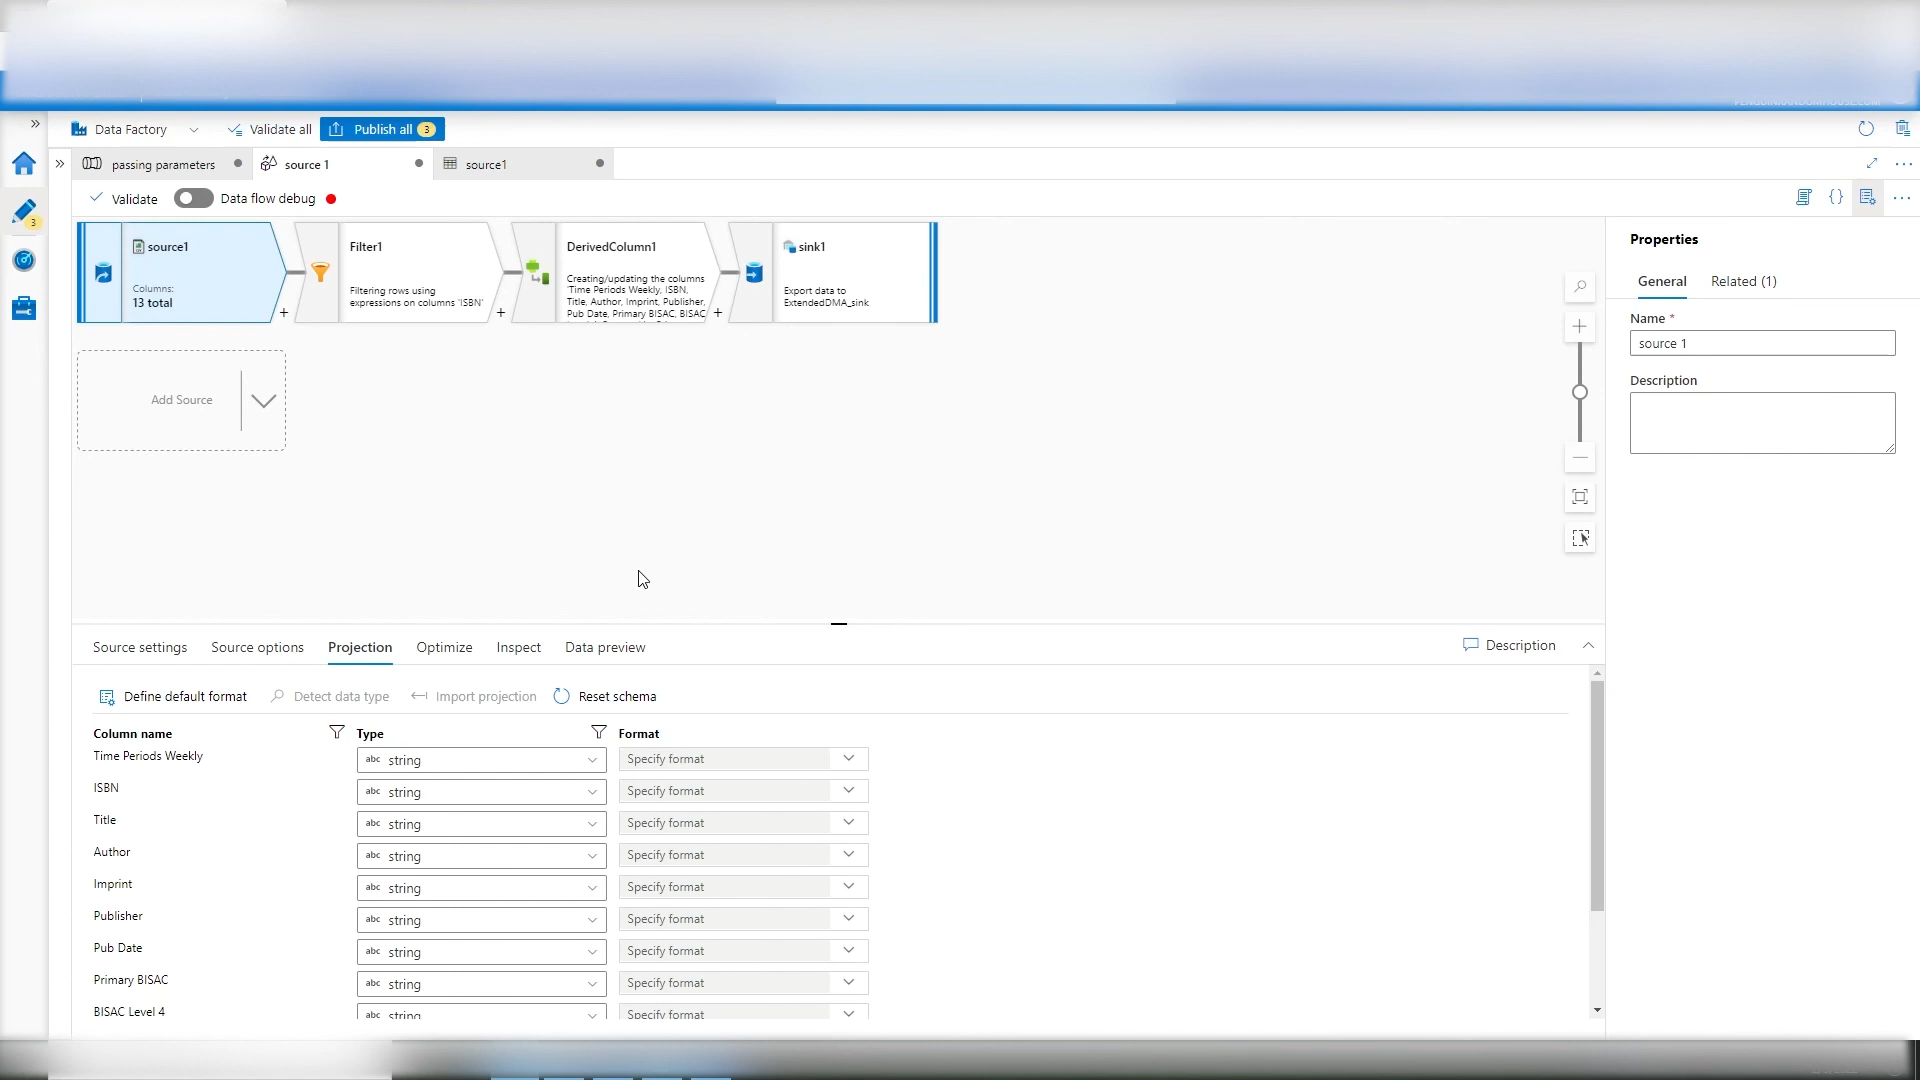 Data Factory
Validate all
Publish all 3
passing parameters
source 1
source1
Validate
Data flow debug
3
source1
Columns:
13 total
+
Filter1
Filtering rows using
expressions on columns 'ISBN'
+
DerivedColumn1
Creating/updating the columns
'Time Periods Weekly, ISBN,
Title, Author, Imprint, Publisher,
Pub Date, Primary BISAC, BISAC
+
sink1
Export data to
ExtendedDMA_sink
Add Source
Properties
General Related (1)
Name *
source 1
Description
Source settings Source options Projection Optimize Inspect Data preview
Description
Define default format Detect data type Import projection Reset schema
Column name Type Format
Time Periods Weekly abc string Specify format
ISBN abc string Specify format
Title abc string Specify format
Author abc string Specify format
Imprint abc string Specify format
Publisher abc string Specify format
Pub Date abc string Specify format
Primary BISAC abc string Specify format
BISAC Level 4 abc string Specify format